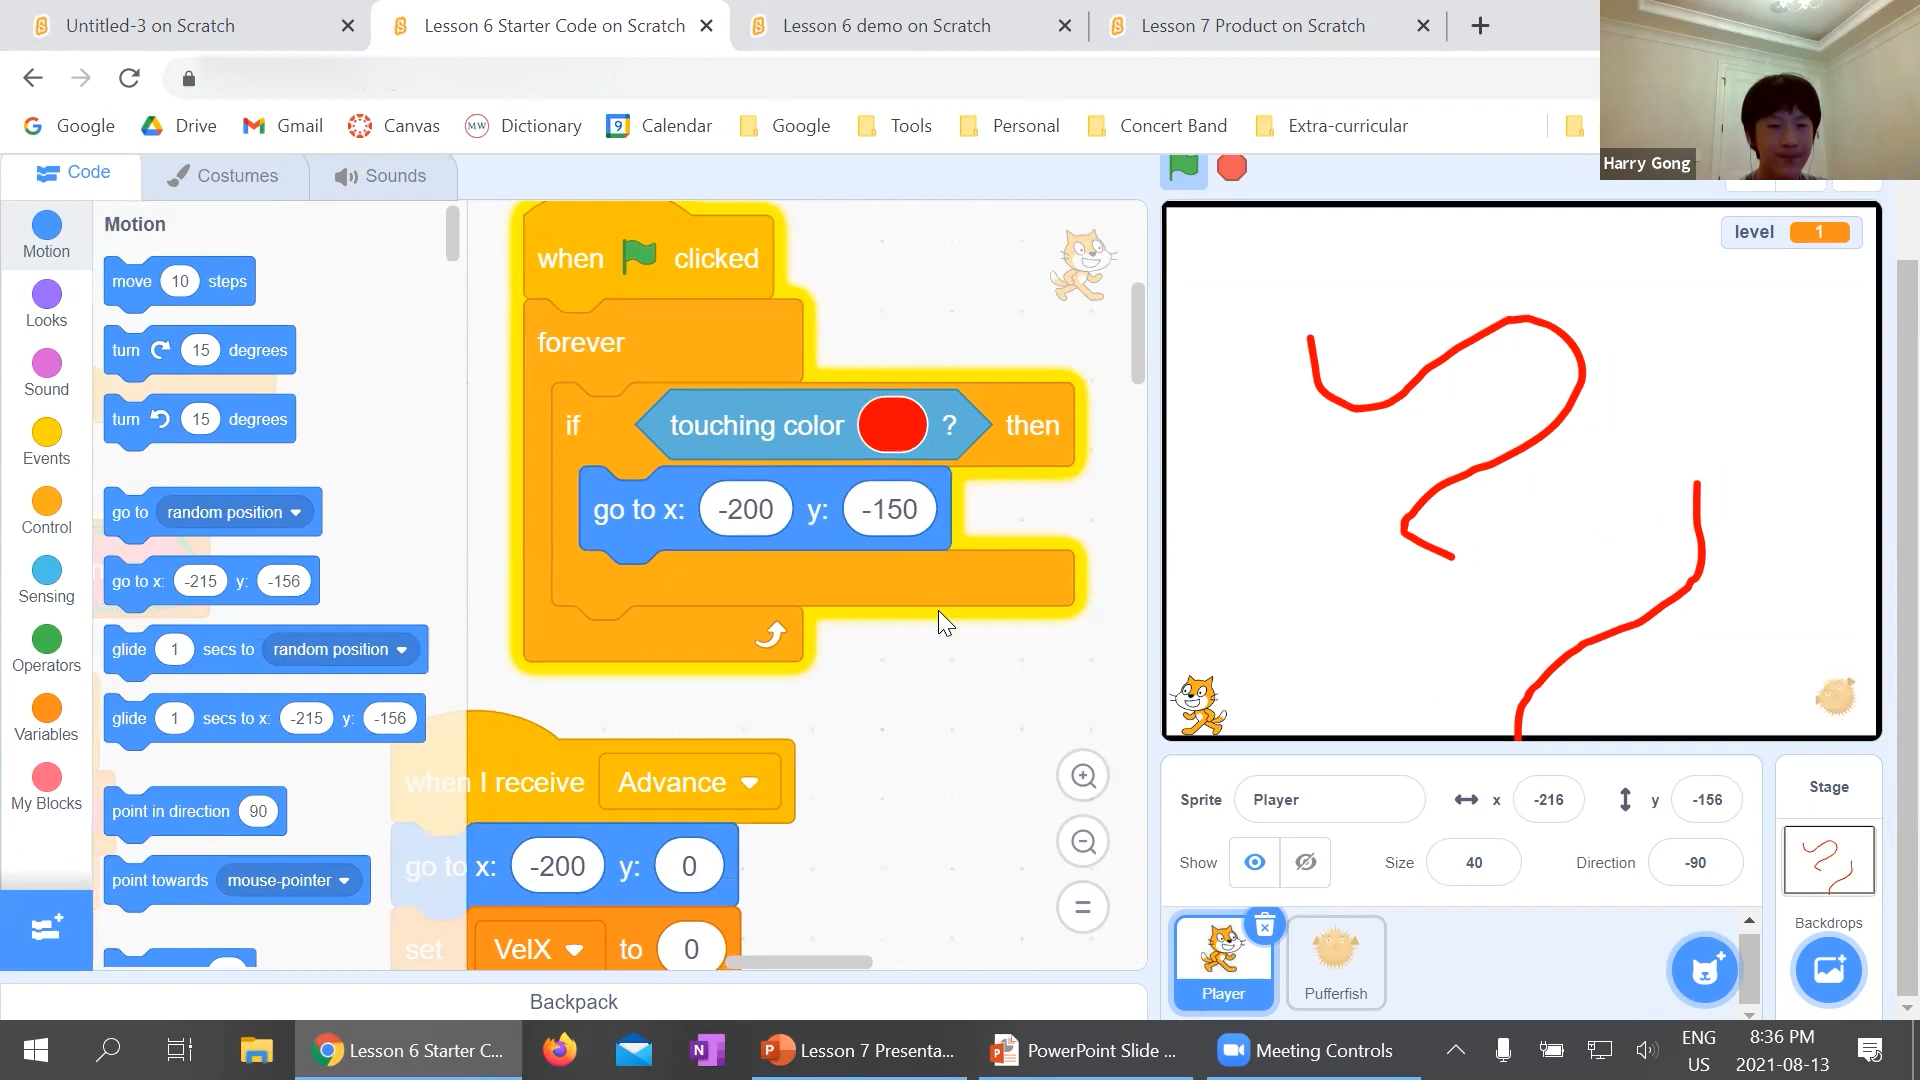 Untitled-3 on Scratch
Lesson 6 Starter Code on Scratch
Lesson 6 demo on Scratch
Lesson 7 Product on Scratch
Google
Drive
Gmail
Canvas
MW
Dictionary
9
Calendar
Google
Tools
Personal
Concert Band
Extra-curricular
Harry Gong
Code
Costumes
Sounds
Motion
Looks
Sound
Events
Control
Sensing
Operators
Variables
My Blocks
Motion
move 10 steps
turn 15 degrees
turn 15 degrees
go to random position
go to x: -215 y: -156
glide 1 secs to random position
glide 1 secs to x: -215 y: -156
point in direction 90
point towards mouse-pointer
when clicked
forever
if touching color ? then
go to x: -200 y: -150
when I receive Advance
go to x: -200 y: 0
set VelX to 0
Backpack
level 1
Sprite Player x -216 y -156
Show Size 40 Direction -90
Player
Pufferfish
Stage
Backdrops
Lesson 6 Starter C...
Lesson 7 Presenta...
PowerPoint Slide ...
Meeting Controls
ENG
US
8:36 PM
2021-08-13